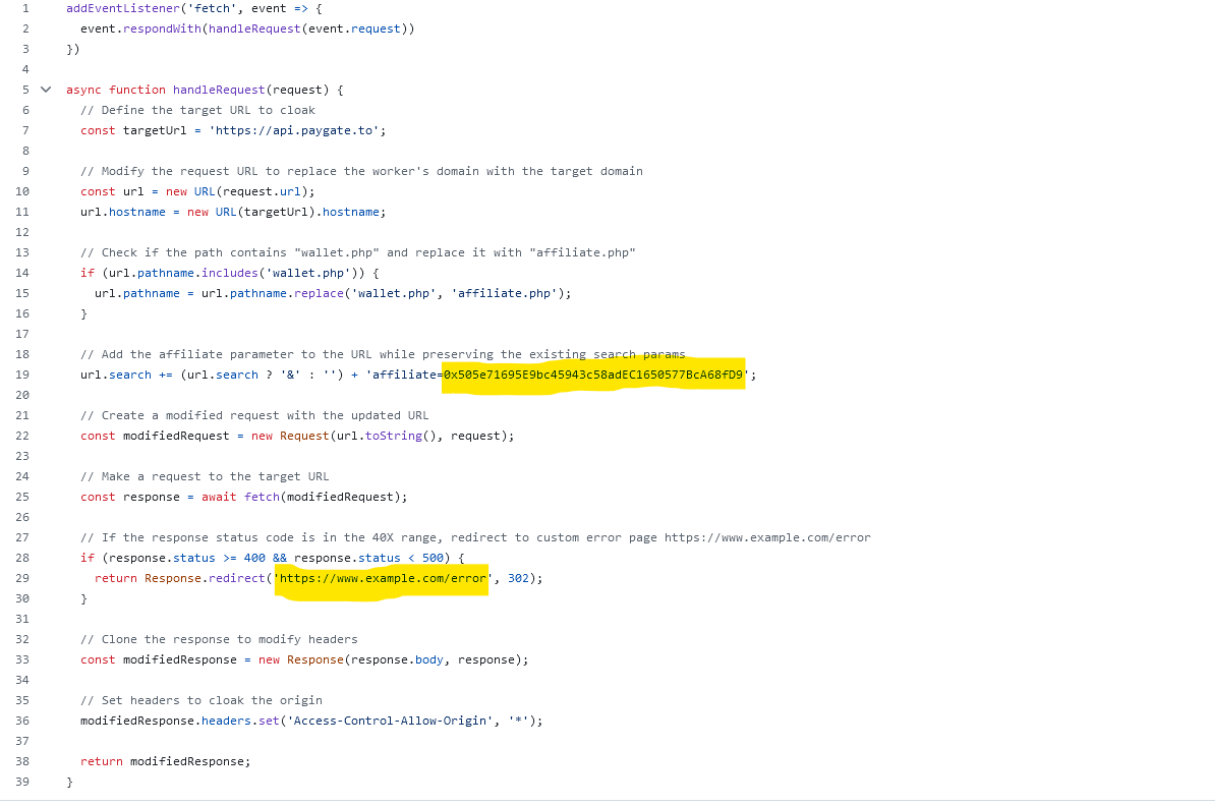 1 addEventListener('fetch', event => {
2 event.respondWith(handleRequest(event.request))
3 })
4
5 async function handleRequest(request) {
6 // Define the target URL to cloak
7 const targetUrl = 'https://api.paygate.to';
8
9 // Modify the request URL to replace the worker's domain with the target domain
10 const url = new URL(request.url);
11 url.hostname = new URL(targetUrl).hostname;
12
13 // Check if the path contains "wallet.php" and replace it with "affiliate.php"
14 if (url.pathname.includes('wallet.php')) {
15 url.pathname = url.pathname.replace('wallet.php', 'affiliate.php');
16 }
17
18 // Add the affiliate parameter to the URL while preserving the existing search params
19 url.search += (url.search ? '&' : '') + 'affiliate=0x505e71695E9bc45943c58adEC1650577BcA68fD9';
20
21 // Create a modified request with the updated URL
22 const modifiedRequest = new Request(url.toString(), request);
23
24 // Make a request to the target URL
25 const response = await fetch(modifiedRequest);
26
27 // If the response status code is in the 40X range, redirect to custom error page https://www.example.com/error
28 if (response.status >= 400 && response.status < 500) {
29 return Response.redirect('https://www.example.com/error', 302);
30 }
31
32 // Clone the response to modify headers
33 const modifiedResponse = new Response(response.body, response);
34
35 // Set headers to cloak the origin
36 modifiedResponse.headers.set('Access-Control-Allow-Origin', '*');
37
38 return modifiedResponse;
39 }